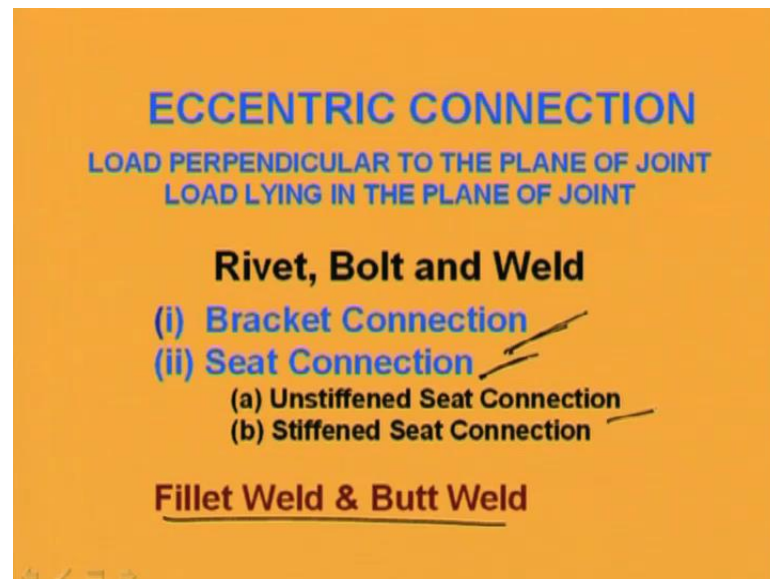 ECCENTRIC CONNECTION
LOAD PERPENDICULAR TO THE PLANE OF JOINT
LOAD LYING IN THE PLANE OF JOINT
Rivet, Bolt and Weld
(i) Bracket Connection
(ii) Seat Connection
(a) Unstiffened Seat Connection
(b) Stiffened Seat Connection
Fillet Weld & Butt Weld